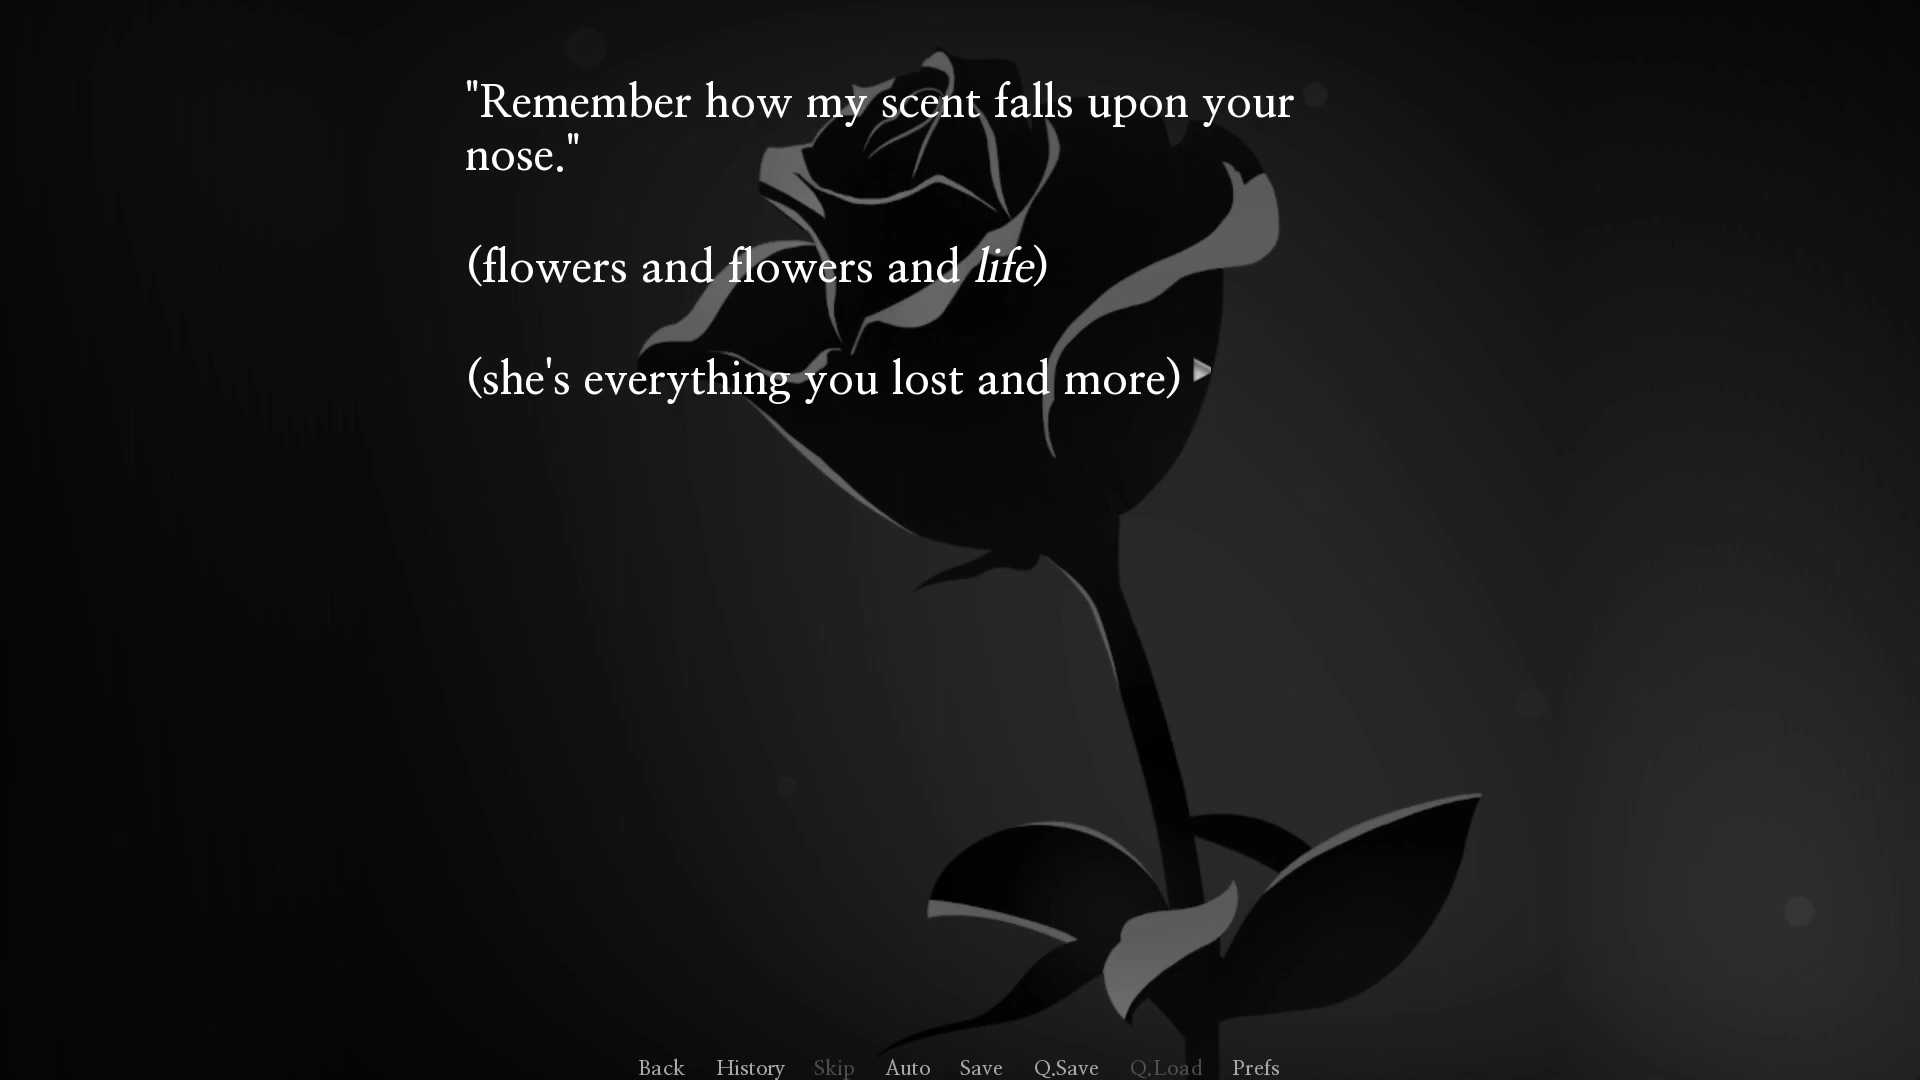 "Remember how my scent falls upon your
nose."
(flowers and flowers and life)
(she's everything you lost and more)
Back History Skip Auto Save Q.Save Q.Load Prefs